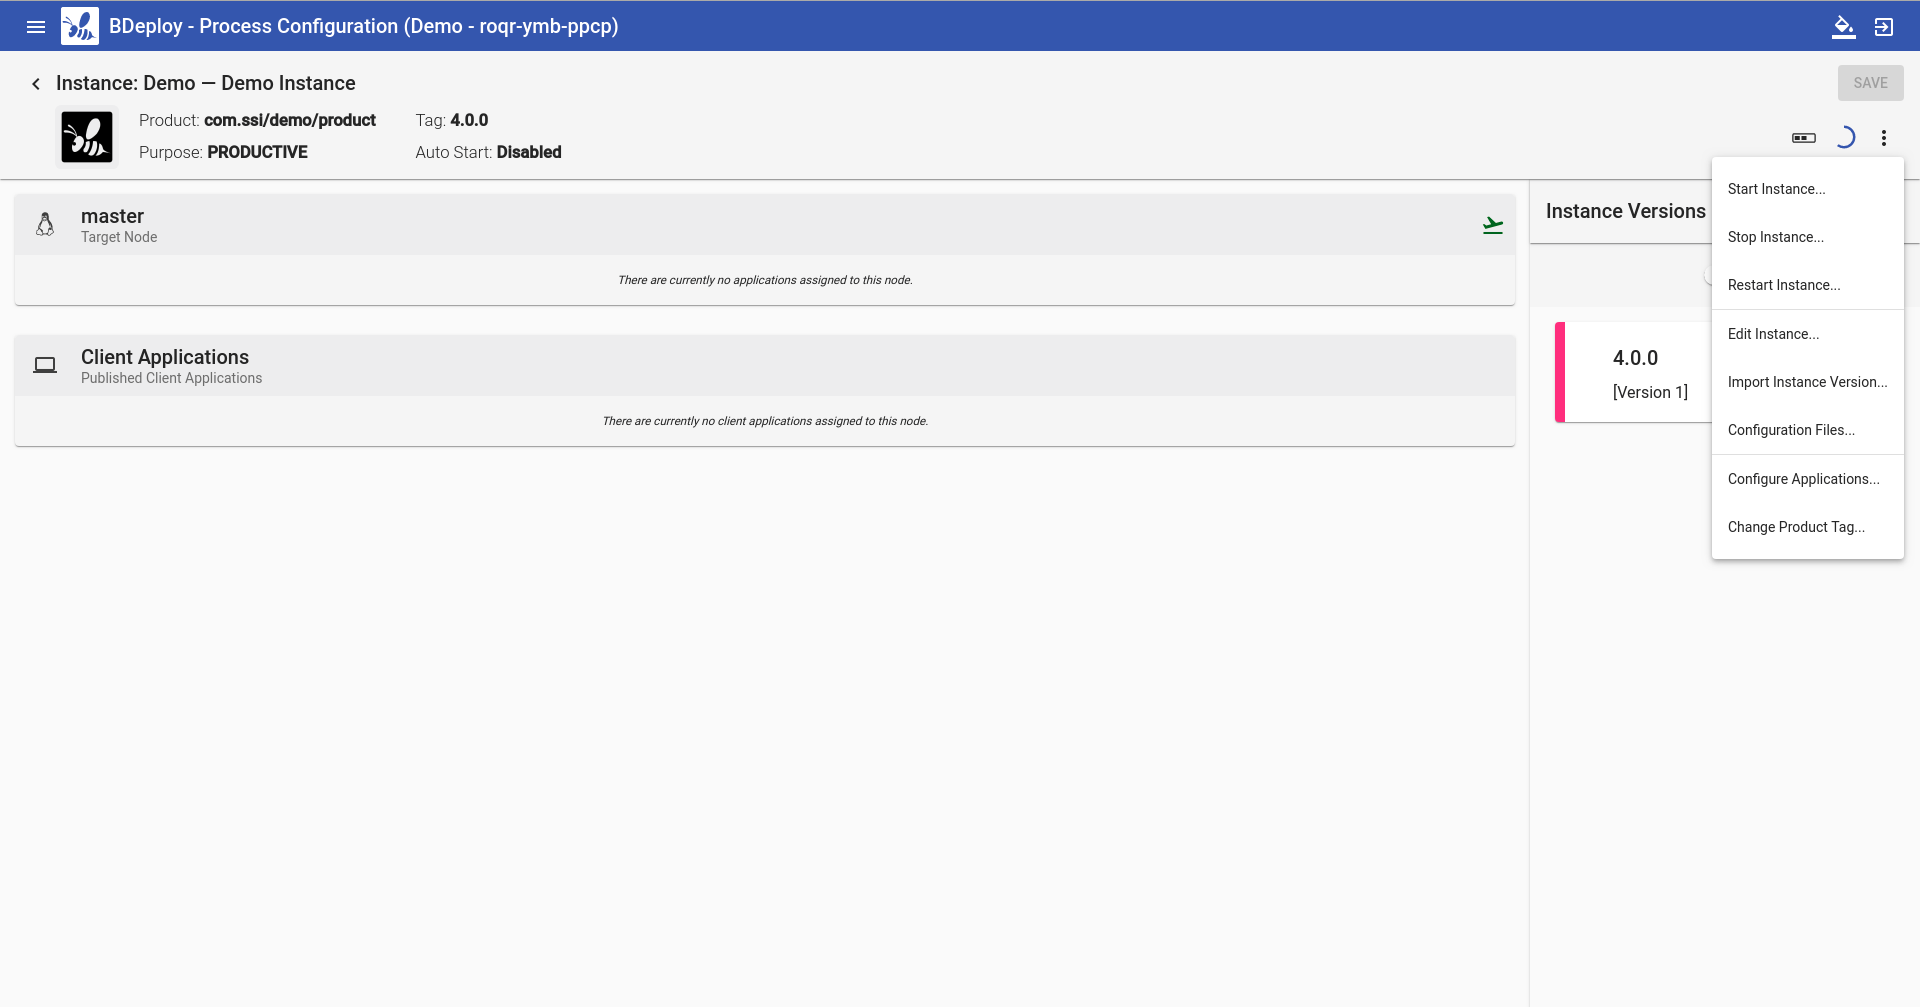 BDeploy - Process Configuration (Demo - roqr-ymb-ppcp)
Instance: Demo — Demo Instance
SAVE
Product: com.ssi/demo/product
Tag: 4.0.0
Purpose: PRODUCTIVE
Auto Start: Disabled
master
Target Node
There are currently no applications assigned to this node.
Client Applications
Published Client Applications
There are currently no client applications assigned to this node.
Instance Versions
4.0.0
[Version 1]
Start Instance...
Stop Instance...
Restart Instance...
Edit Instance...
Import Instance Version...
Configuration Files...
Configure Applications...
Change Product Tag...